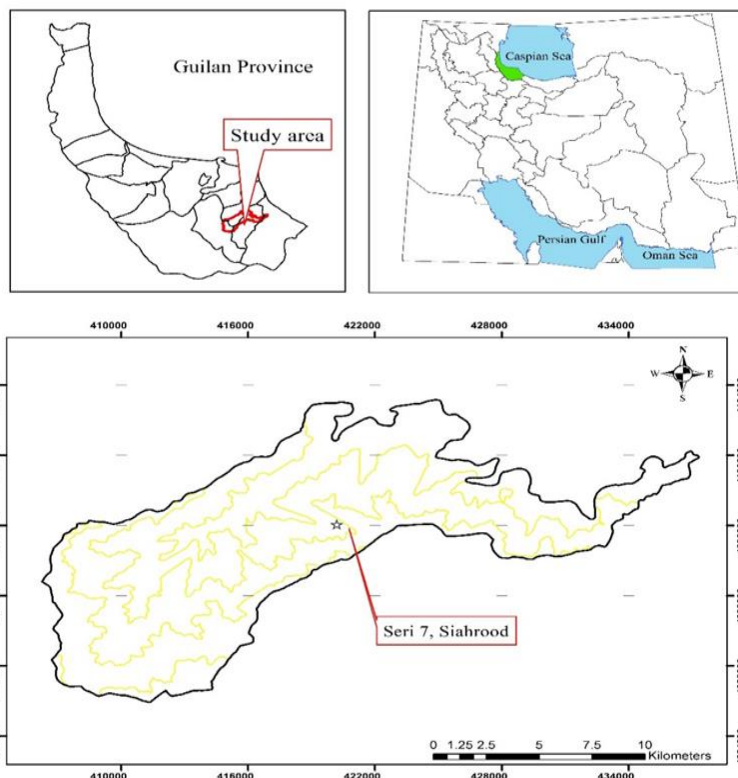 Guilan Province
Study area
Caspian Sea
Persian Gulf
Oman Sea
410000 416000 422000 428000 434000
N
W E
S
Seri 7, Siahrood
0 1.25 2.5 5 7.5 10
Kilometers
410000 416000 422000 428000 434000